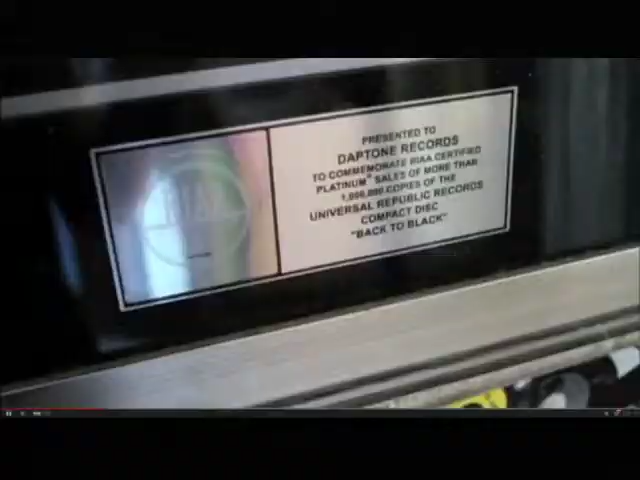 PRESENTED TO
DAPTONE RECORDS
TO COMMEMORATE RIAA CERTIFIED
PLATINUM® SALES OF MORE THAN
1,000,000 COPIES OF THE
UNIVERSAL REPUBLIC RECORDS
COMPACT DISC
"BACK TO BLACK"
RIAA